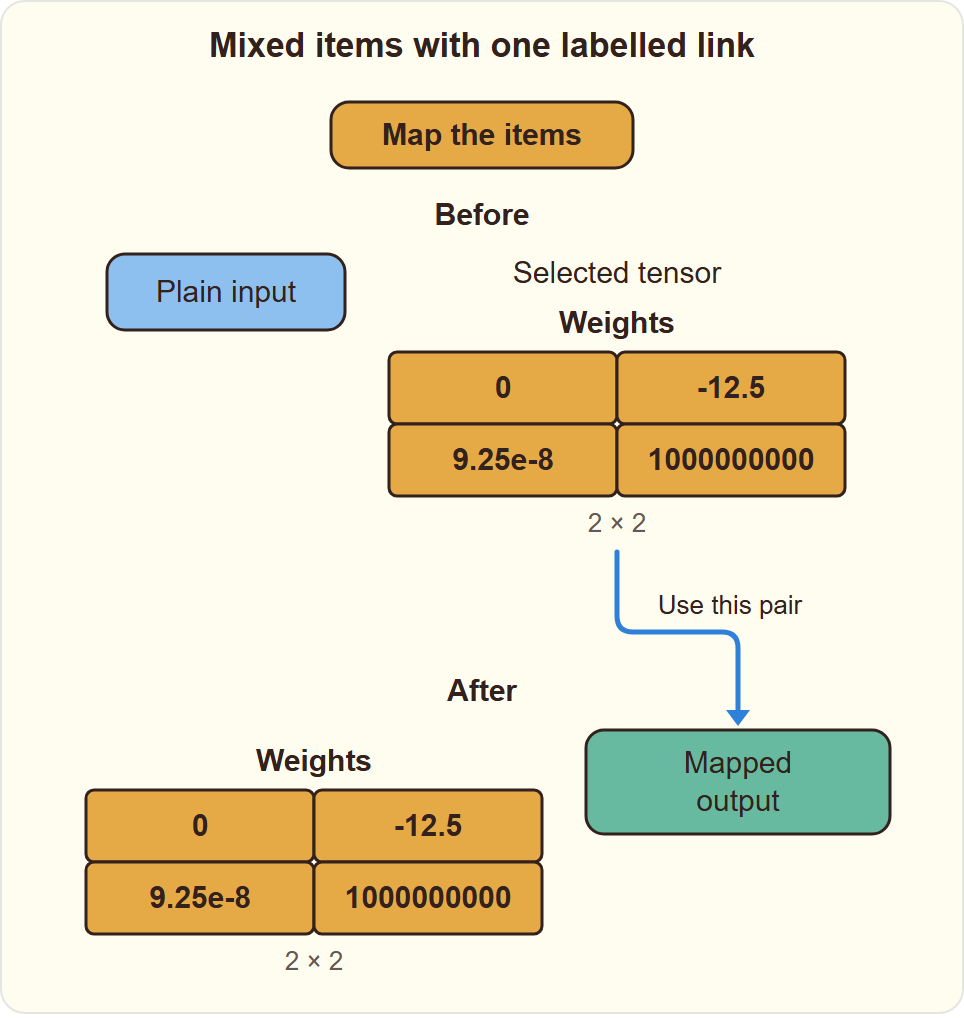 Mixed items with one labelled link
Map the items
Before
Plain input
Selected tensor
Weights
0 -12.5
9.25e-8 1000000000
2 × 2
Use this pair
After
Weights
0 -12.5
9.25e-8 1000000000
2 × 2
Mapped
output